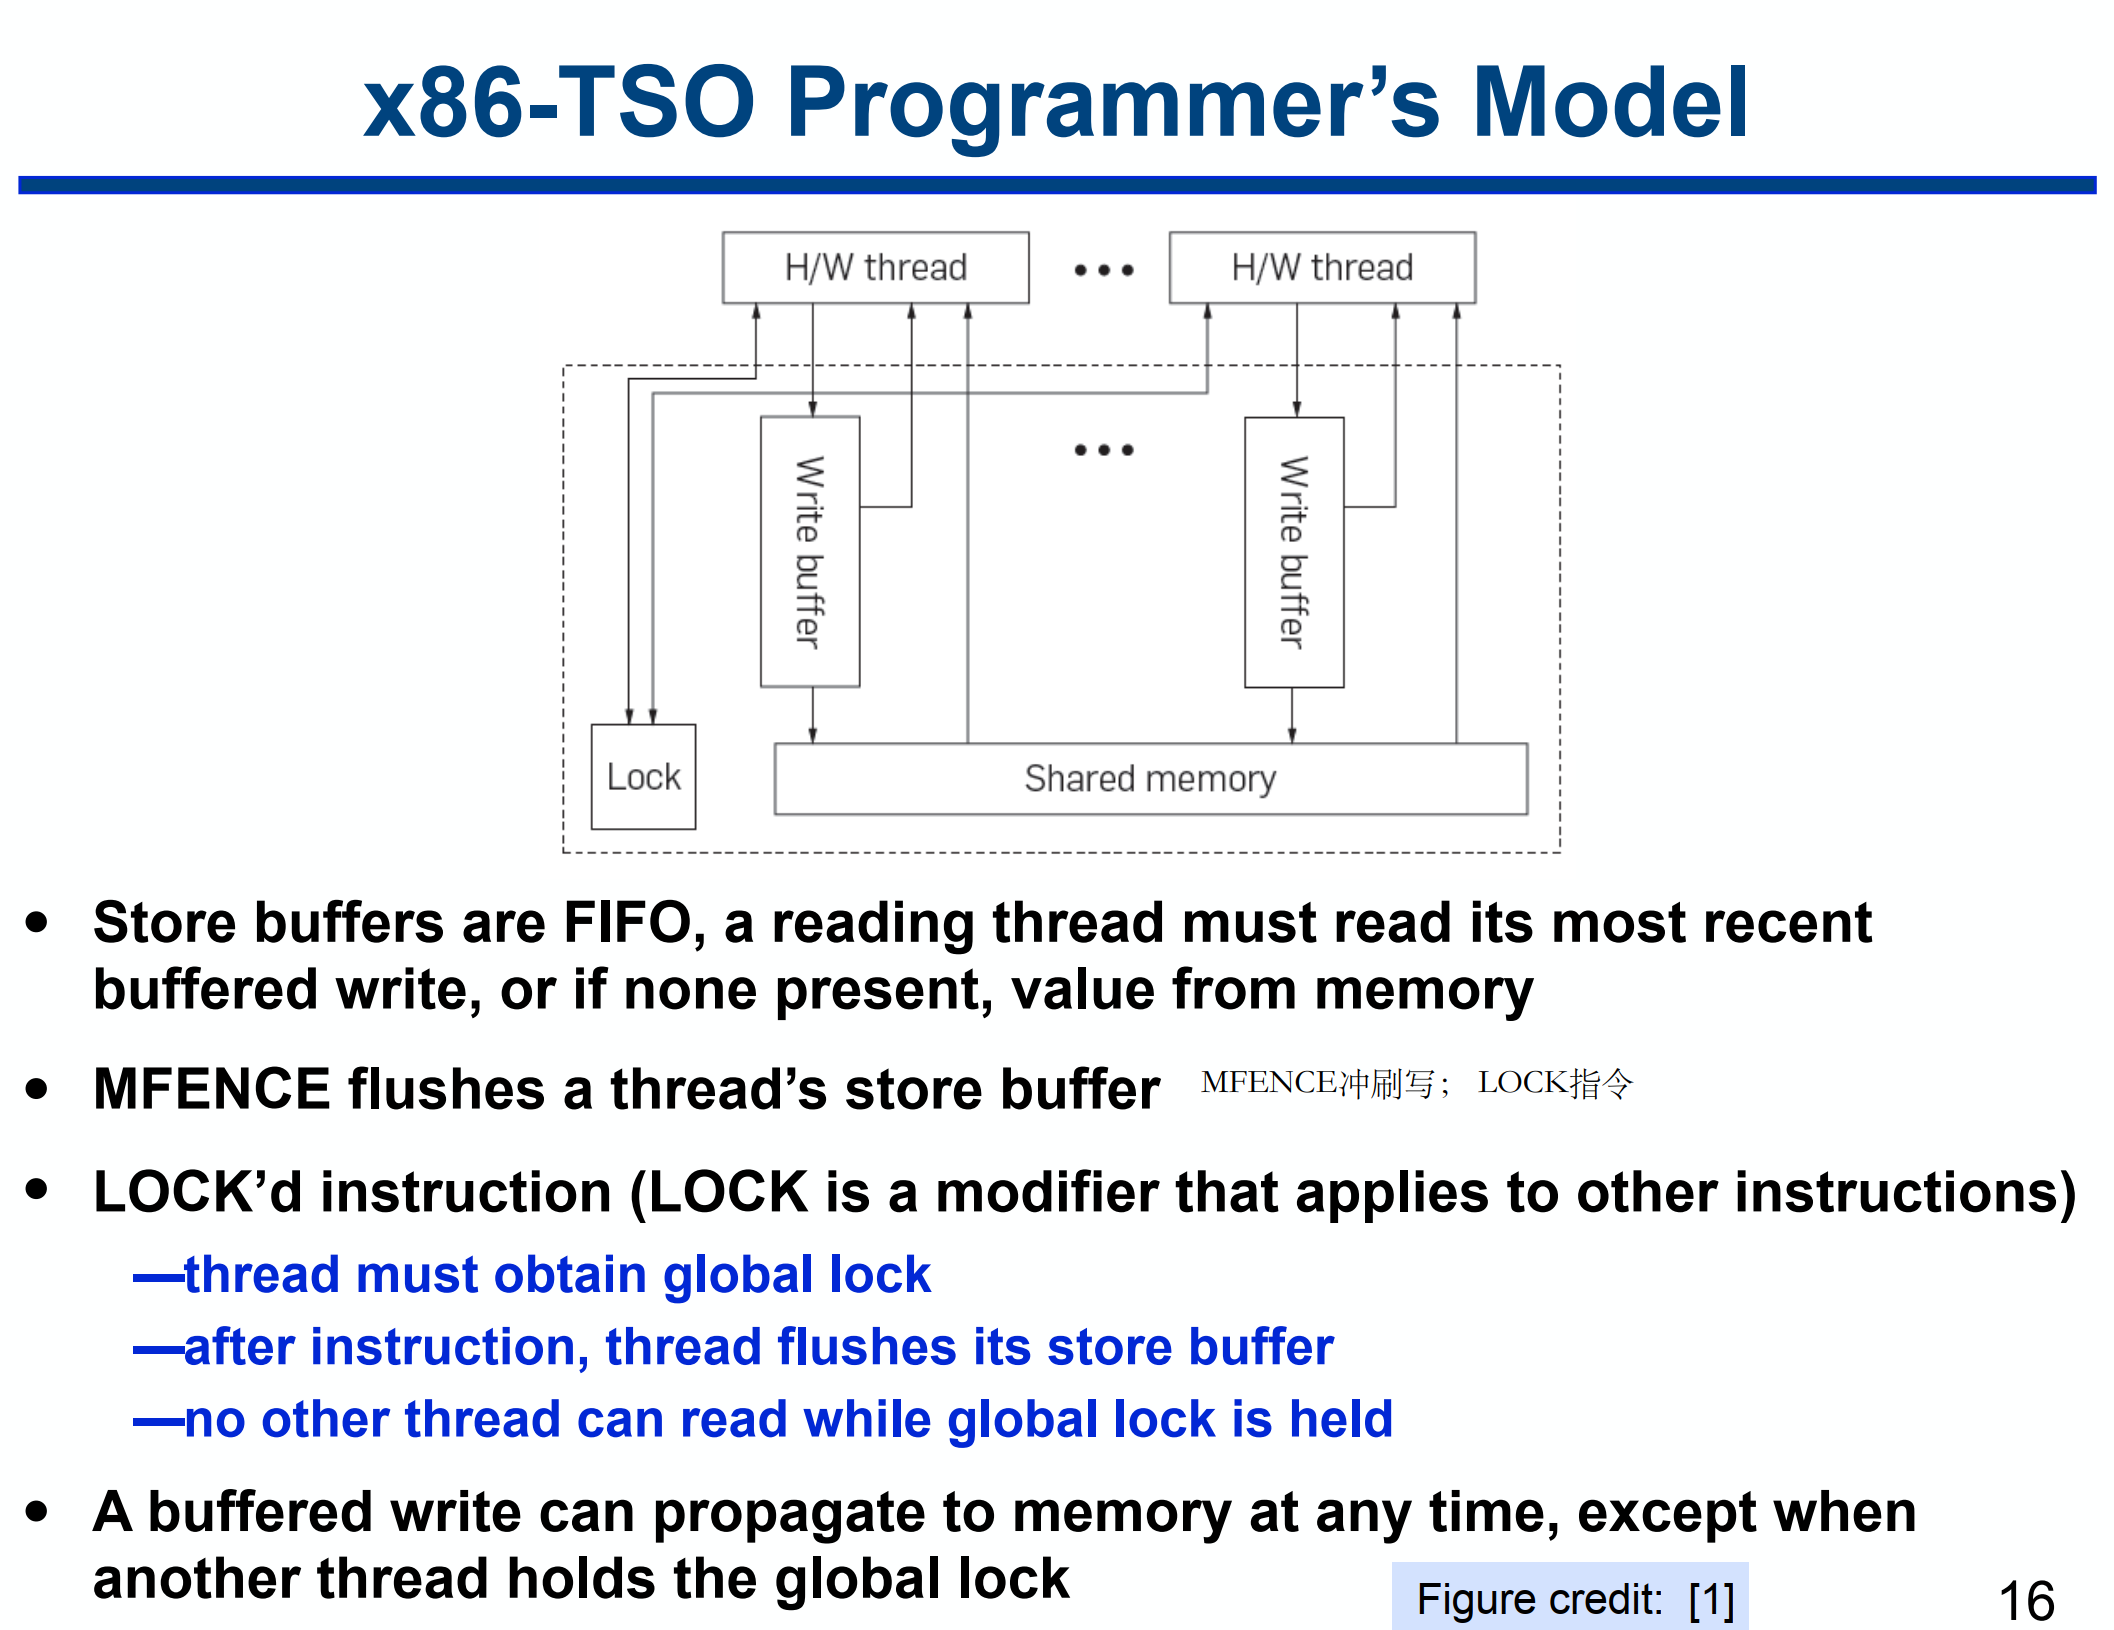 x86-TSO Programmer’s Model
H/W thread
H/W thread
Write buffer
Write buffer
Lock
Shared memory
• Store buffers are FIFO, a reading thread must read its most recent
buffered write, or if none present, value from memory
• MFENCE flushes a thread’s store buffer MFENCE冲刷写； LOCK指令
• LOCK’d instruction (LOCK is a modifier that applies to other instructions)
—thread must obtain global lock
—after instruction, thread flushes its store buffer
—no other thread can read while global lock is held
• A buffered write can propagate to memory at any time, except when
another thread holds the global lock
Figure credit: [1]
16